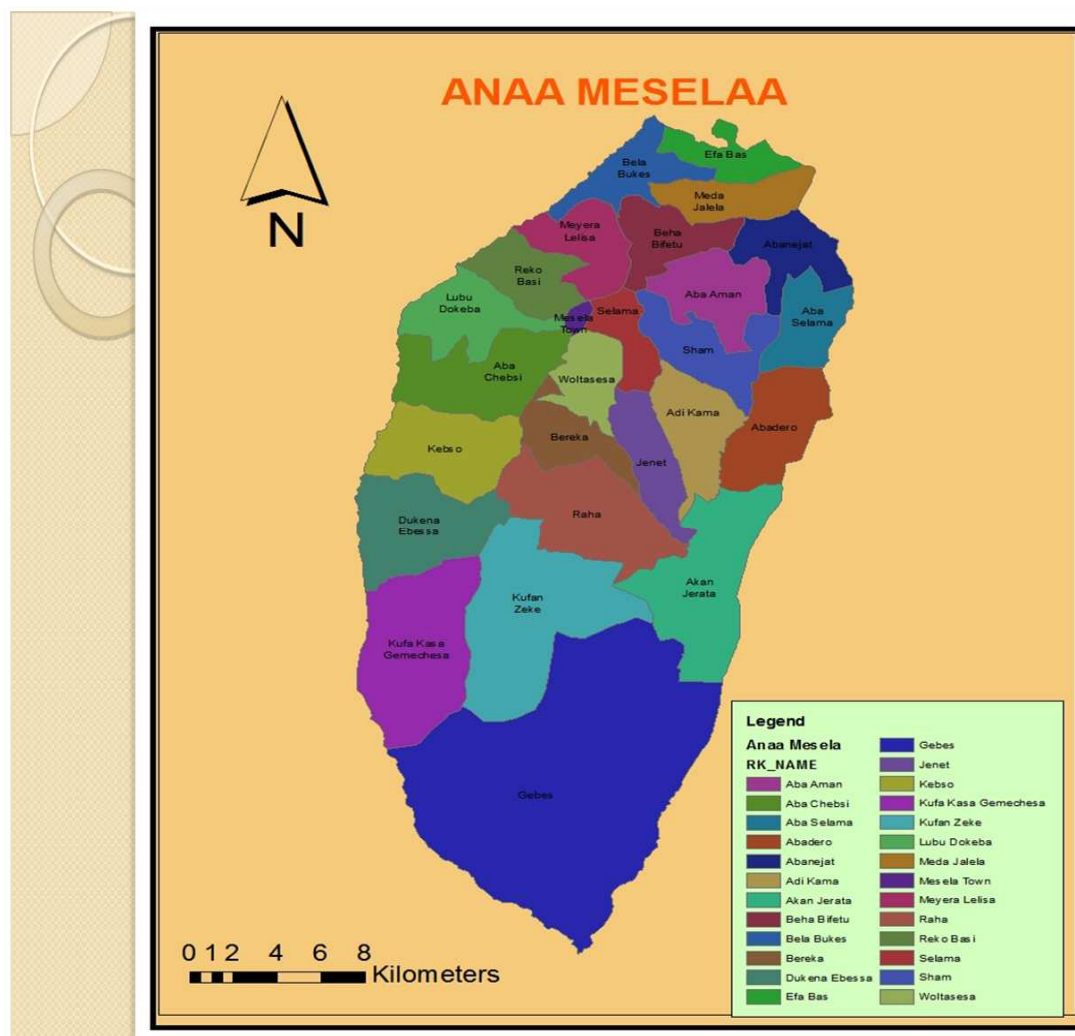 ANAA MESELAA
N
Efa Bas
Bela
Bukes
Meda
Jalela
Meyera
Lelisa
Beha
Bifetu
Abanejat
Reko
Basi
Aba Aman
Lubu
Dokeba
Selama
Mesela
Town
Aba
Selama
Sham
Aba
Chebsi
Woltasesa
Adi Kama
Abadero
Bereka
Kebso
Jenet
Raha
Dukena
Ebessa
Akan
Jerata
Kufan
Zeke
Kufa Kasa
Gemechesa
Gebes
0 1 2 4 6 8
Kilometers
Legend
Anaa Mesela
RK_NAME
Aba Aman
Aba Chebsi
Aba Selama
Abadero
Abanejat
Adi Kama
Akan Jerata
Beha Bifetu
Bela Bukes
Bereka
Dukena Ebessa
Efa Bas
Gebes
Jenet
Kebso
Kufa Kasa Gemechesa
Kufan Zeke
Lubu Dokeba
Meda Jalela
Mesela Town
Meyera Lelisa
Raha
Reko Basi
Selama
Sham
Woltasesa